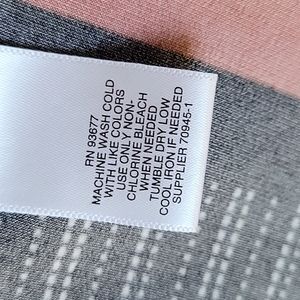 RN 93677
MACHINE WASH COLD
WITH LIKE COLORS
USE ONLY NON-
CHLORINE BLEACH
WHEN NEEDED
TUMBLE DRY LOW
COOL IRON IF NEEDED
SUPPLIER 70945-1